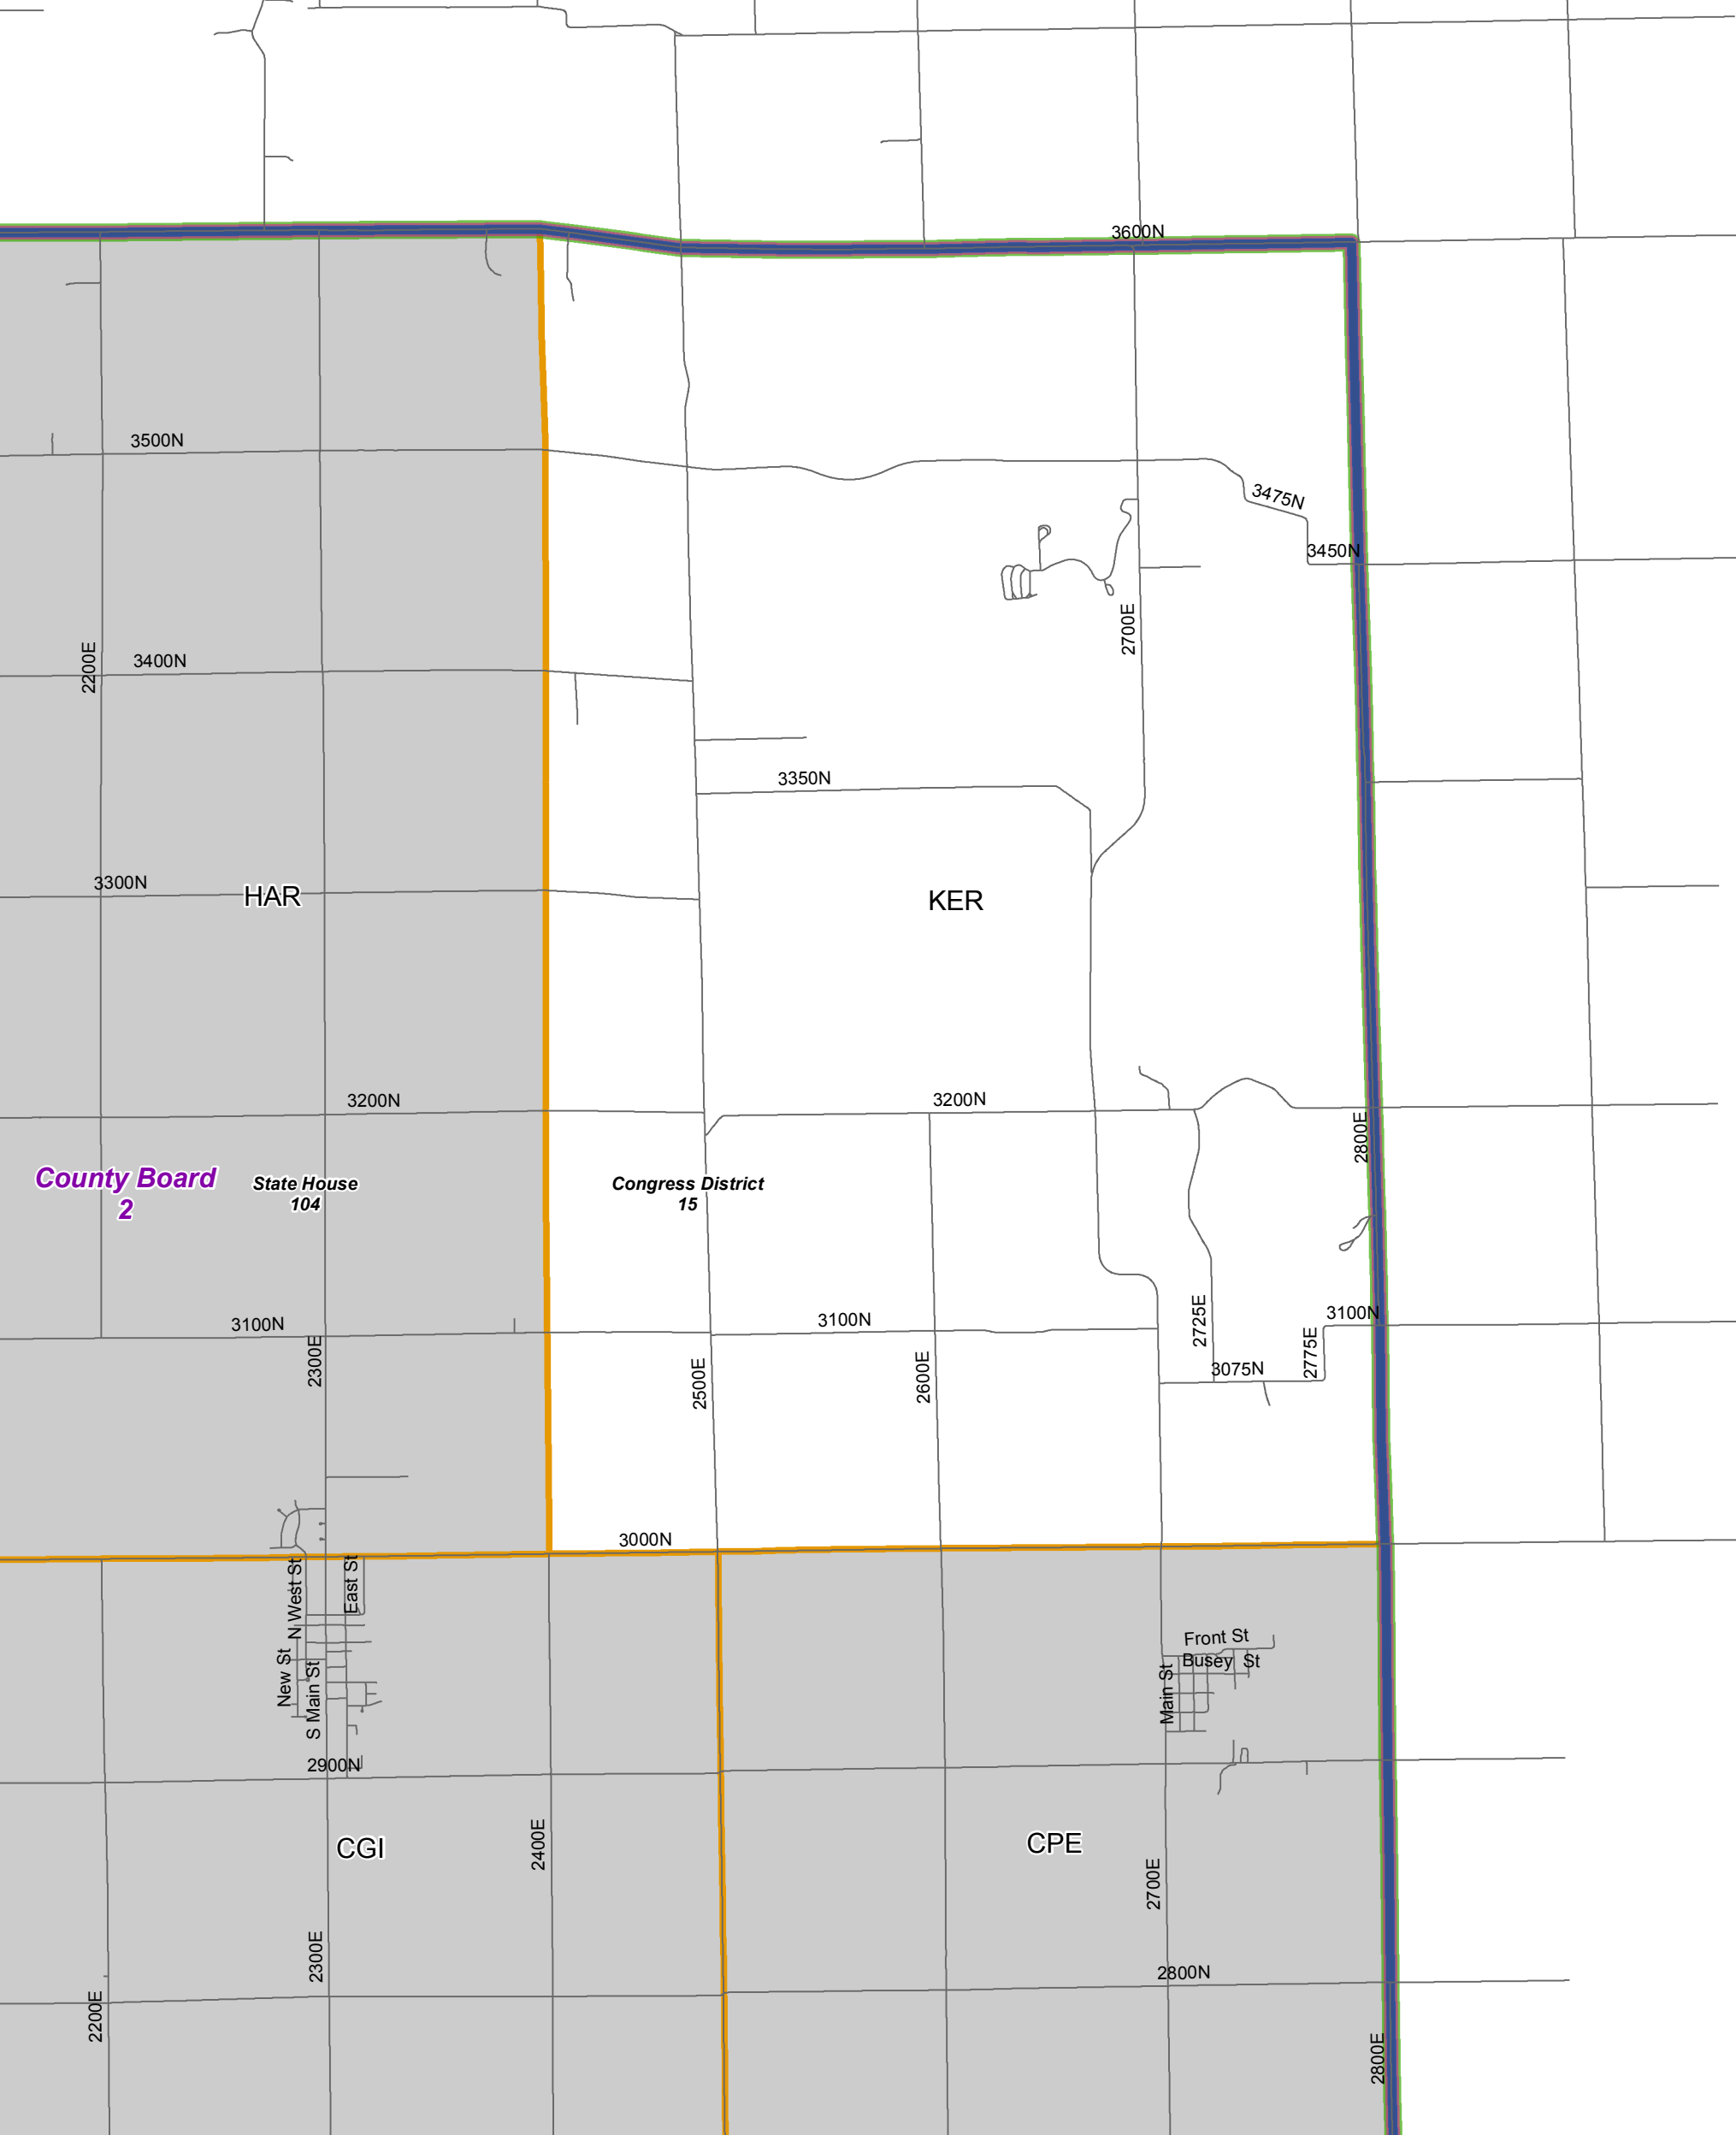 3600N
3500N
3475N
3450N
2700E
2200E
3400N
3350N
3300N
HAR
KER
3200N
3200N
2800E
County Board
2
State House
104
Congress District
15
3100N
3100N
3100N
2300E
2500E
2600E
2725E
2775E
3075N
3000N
N West St
East St
New St
S Main St
Front St
Busey St
Main St
2900N
CGI
CPE
2400E
2700E
2300E
2800N
2200E
2800E